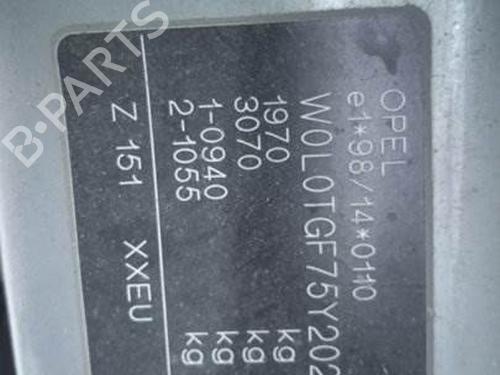 B-PARTS
OPEL
e1*98/14*0110
W0L0TGF75Y202
1970 kg
3070 kg
1-0940 kg
2-1055 kg
Z 151 XXEU